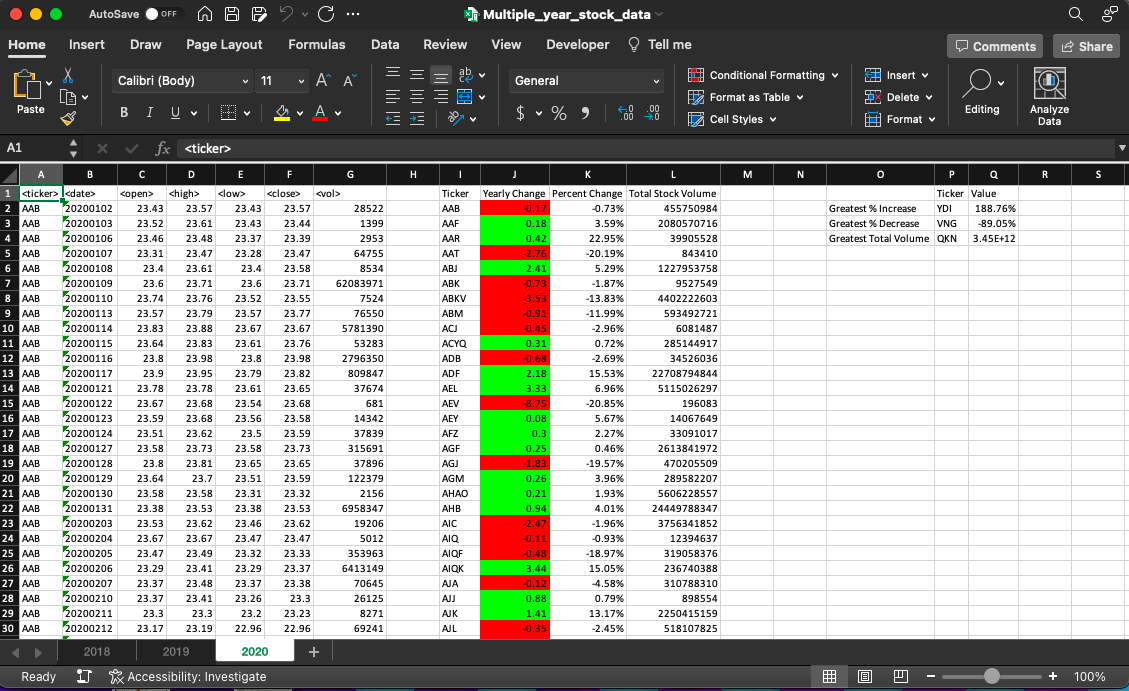 AutoSave OFF Multiple_year_stock_data
Home Insert Draw Page Layout Formulas Data Review View Developer Tell me Comments Share
Paste Calibri (Body) 11 A A ab General Conditional Formatting Insert Editing Analyze Data
B I U A $ % Format as Table Delete
Cell Styles Format
A1 fx <ticker>
A B C D E F G H I J K L M N O P Q R S
1 <ticker> <date> <open> <high> <low> <close> <vol> Ticker Yearly Change Percent Change Total Stock Volume Ticker Value
2 AAB 20200102 23.43 23.57 23.43 23.57 28522 AAB -0.17 -0.73% 455750984 Greatest % Increase YDI 188.76%
3 AAB 20200103 23.52 23.61 23.43 23.44 1399 AAF 0.18 3.59% 2080570716 Greatest % Decrease VNG -89.05%
4 AAB 20200106 23.46 23.48 23.37 23.39 2953 AAR 0.42 22.95% 39905528 Greatest Total Volume QKN 3.45E+12
5 AAB 20200107 23.31 23.47 23.28 23.47 64755 AAT -2.76 -20.19% 843410
6 AAB 20200108 23.4 23.61 23.4 23.58 8534 ABJ 2.41 5.29% 1227953758
7 AAB 20200109 23.6 23.71 23.6 23.71 62083971 ABK -0.73 -1.87% 9527549
8 AAB 20200110 23.74 23.76 23.52 23.55 7524 ABKV -3.53 -13.83% 4402222603
9 AAB 20200113 23.57 23.79 23.57 23.77 76550 ABM -0.91 -11.99% 593492721
10 AAB 20200114 23.83 23.88 23.67 23.67 5781390 ACJ -0.45 -2.96% 6081487
11 AAB 20200115 23.64 23.83 23.61 23.76 53283 ACYQ 0.31 0.72% 285144917
12 AAB 20200116 23.8 23.98 23.8 23.98 2796350 ADB -0.68 -2.69% 34526036
13 AAB 20200117 23.9 23.95 23.79 23.82 809847 ADF 2.18 15.53% 22708794844
14 AAB 20200121 23.78 23.78 23.61 23.65 37674 AEL 3.33 6.96% 5115026297
15 AAB 20200122 23.67 23.68 23.54 23.68 681 AEV -8.75 -20.85% 196083
16 AAB 20200123 23.59 23.68 23.56 23.58 14342 AEY 0.08 5.67% 14067649
17 AAB 20200124 23.51 23.62 23.5 23.59 37839 AFZ 0.3 2.27% 33091017
18 AAB 20200127 23.58 23.73 23.58 23.73 315691 AGF 0.25 0.46% 2613841972
19 AAB 20200128 23.8 23.81 23.65 23.65 37896 AGJ -1.83 -19.57% 470205509
20 AAB 20200129 23.64 23.7 23.51 23.59 122379 AGM 0.26 3.96% 289582207
21 AAB 20200130 23.58 23.58 23.31 23.32 2156 AHAO 0.21 1.93% 5606228557
22 AAB 20200131 23.38 23.53 23.38 23.53 6958347 AHB 0.94 4.01% 24449788347
23 AAB 20200203 23.53 23.62 23.46 23.62 19206 AIC -2.47 -1.96% 3756341852
24 AAB 20200204 23.67 23.67 23.47 23.47 5012 AIQ -0.11 -0.93% 12394637
25 AAB 20200205 23.47 23.49 23.32 23.33 353963 AIQF -0.48 -18.97% 319058376
26 AAB 20200206 23.29 23.41 23.29 23.37 6413149 AIQK 3.44 15.05% 236740388
27 AAB 20200207 23.37 23.48 23.37 23.38 70645 AJA -0.12 -4.58% 310788310
28 AAB 20200210 23.37 23.41 23.26 23.3 26125 AJJ 0.88 0.79% 898554
29 AAB 20200211 23.3 23.3 23.2 23.23 8271 AJK 1.41 13.17% 2250415159
30 AAB 20200212 23.17 23.19 22.96 22.96 69241 AJL -0.35 -2.45% 518107825
2018 2019 2020 +
Ready Accessibility: Investigate 100%